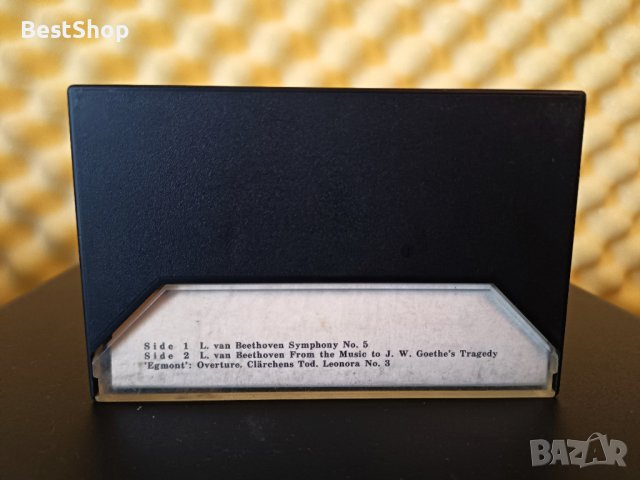 BestShop
Side 1 L. van Beethoven Symphony No. 5
Side 2 L. van Beethoven From the Music to J. W. Goethe's Tragedy
'Egmont': Overture. Clärchens Tod. Leonora No. 3
BAZAR